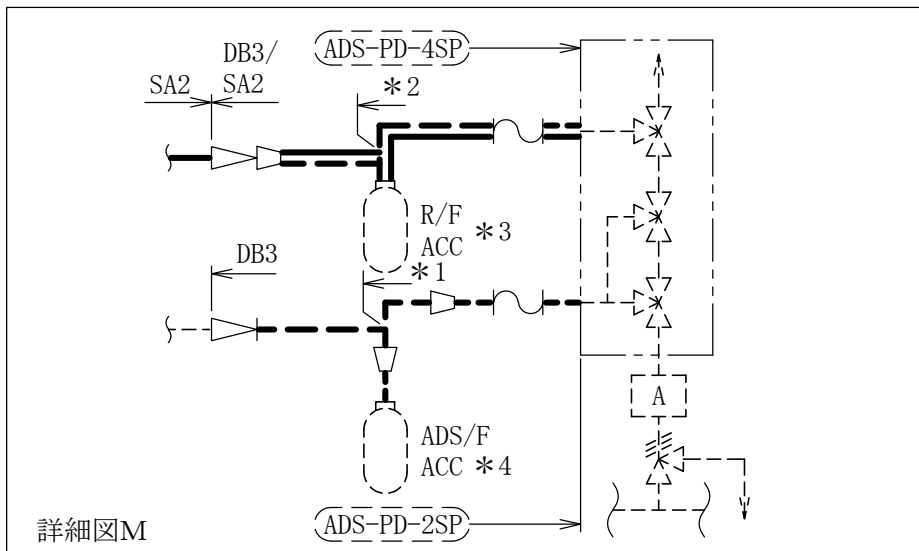 ADS-PD-4SP
DB3/
SA2
SA2
*2
R/F
ACC *3
DB3
*1
A
ADS/F
ACC *4
ADS-PD-2SP
詳細図M